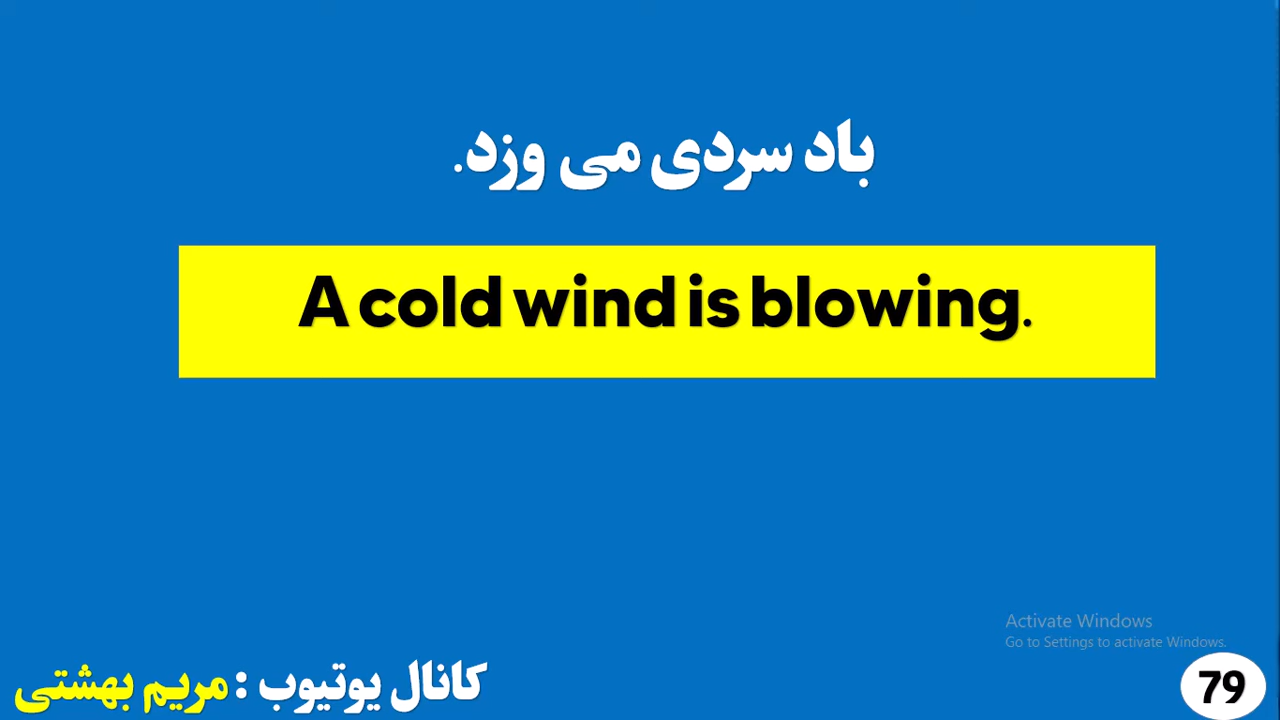 باد سردی می وزد.
A cold wind is blowing.
Activate Windows
Go to Settings to activate Windows.
کانال یوتیوب : مریم بهشتی
79